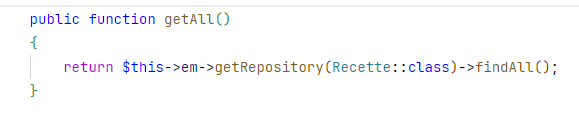 public function getAll()
{
    return $this->em->getRepository(Recette::class)->findAll();
}